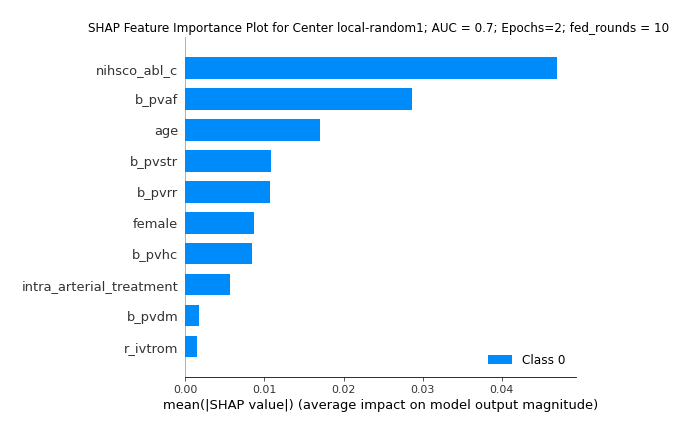 SHAP Feature Importance Plot for Center local-random1; AUC = 0.7; Epochs=2; fed_rounds = 10
nihsco_abl_c
b_pvaf
age
b_pvstr
b_pvrr
female
b_pvhc
intra_arterial_treatment
b_pvdm
r_ivtrom
Class 0
0.00 0.01 0.02 0.03 0.04
mean(|SHAP value|) (average impact on model output magnitude)